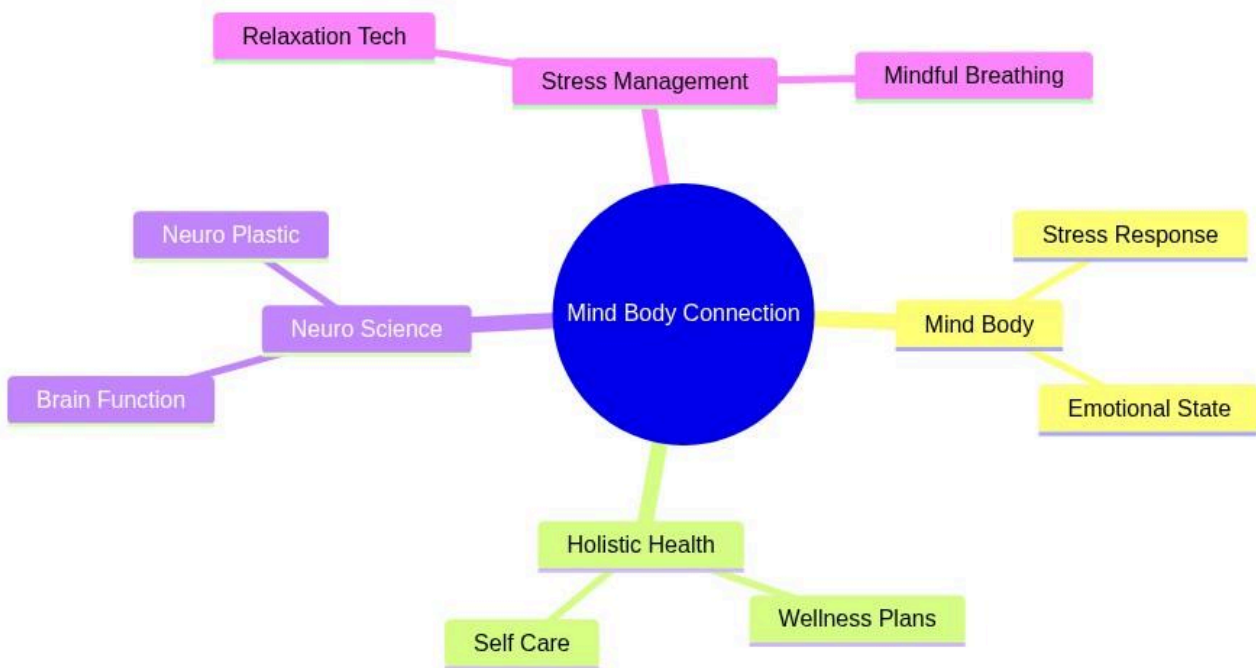 Relaxation Tech
Stress Management
Mindful Breathing
Neuro Plastic
Stress Response
Mind Body Connection
Neuro Science
Mind Body
Brain Function
Emotional State
Holistic Health
Wellness Plans
Self Care